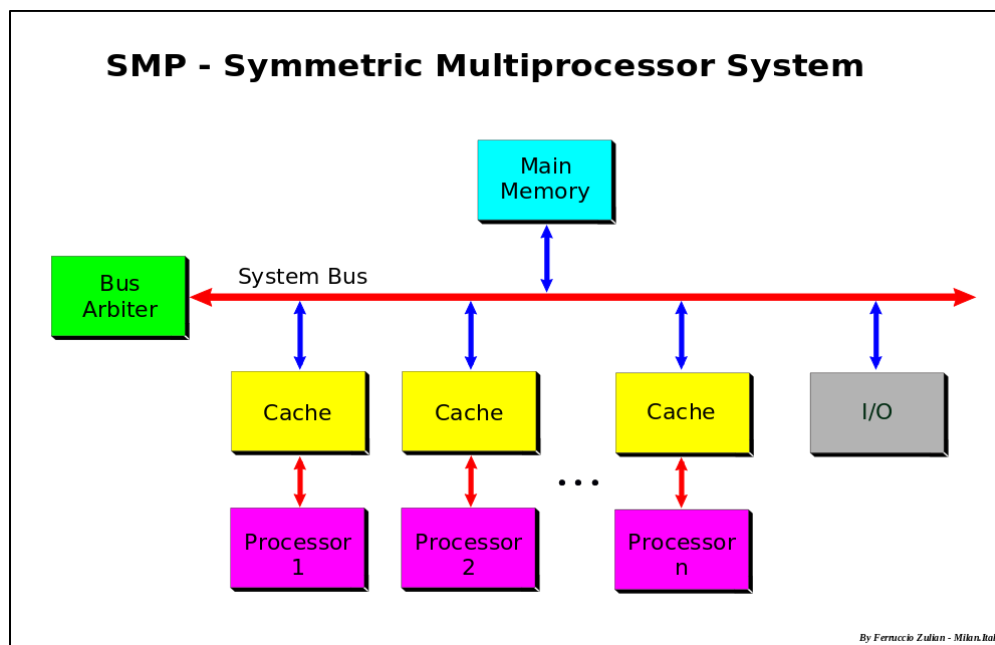 SMP - Symmetric Multiprocessor System
Main
Memory
System Bus
Bus
Arbiter
Cache
Cache
Cache
I/O
...
Processor
1
Processor
2
Processor
n
By Ferruccio Zulian - Milan.Ital